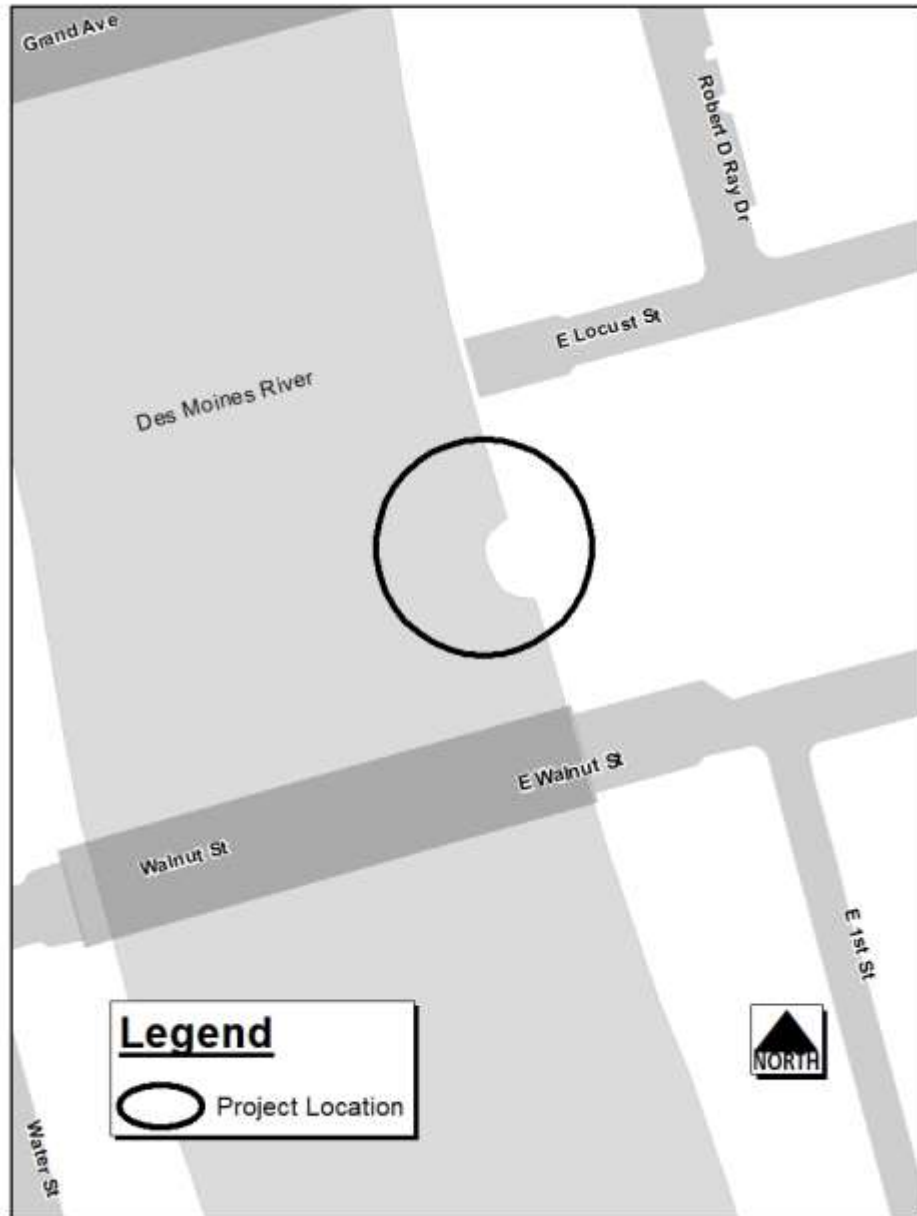 Grand Ave
Robert D Ray Dr
E Locust St
Des Moines River
E Walnut St
Walnut St
E 1st St
Legend
Project Location
NORTH
Water St